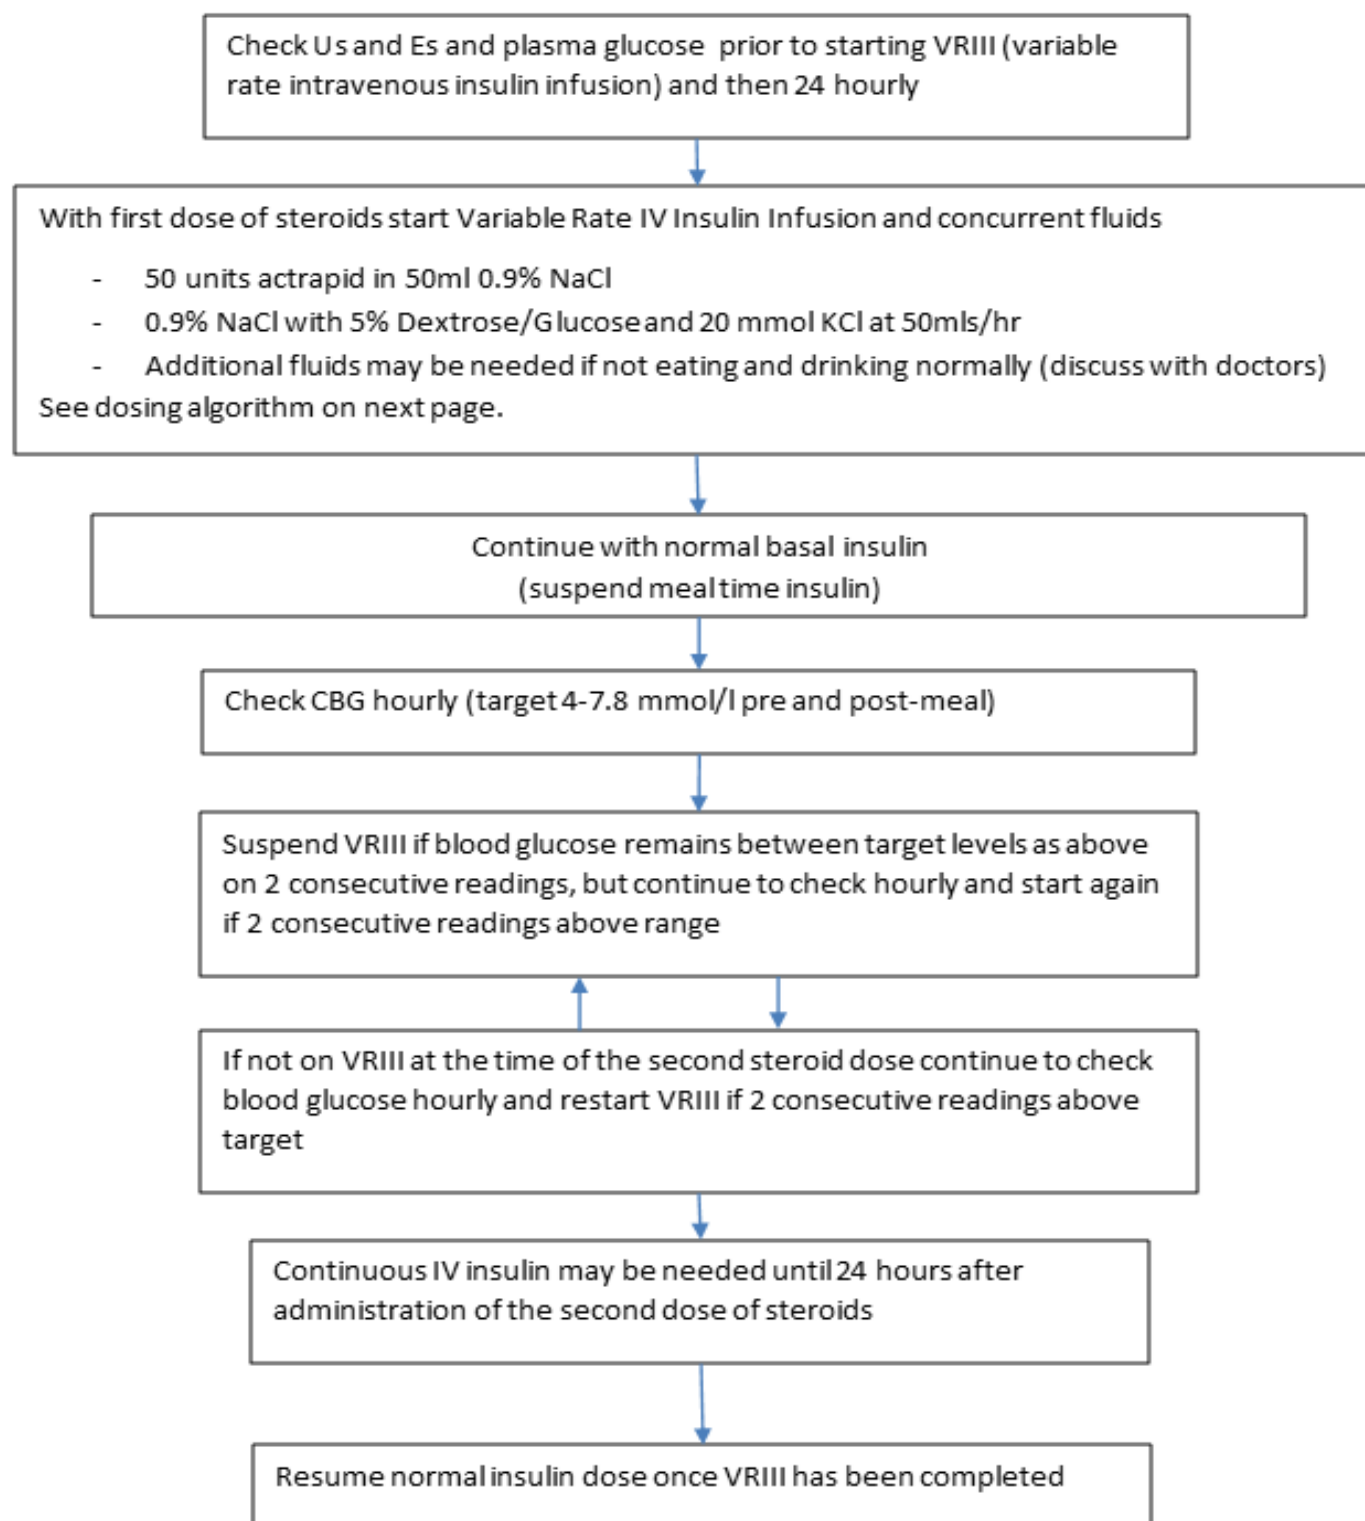 Check Us and Es and plasma glucose prior to starting VRIII (variable
rate intravenous insulin infusion) and then 24 hourly
With first dose of steroids start Variable Rate IV Insulin Infusion and concurrent fluids
- 50 units actrapid in 50ml 0.9% NaCl
- 0.9% NaCl with 5% Dextrose/Glucose and 20 mmol KCl at 50mls/hr
- Additional fluids may be needed if not eating and drinking normally (discuss with doctors)
See dosing algorithm on next page.
Continue with normal basal insulin
(suspend meal time insulin)
Check CBG hourly (target 4-7.8 mmol/l pre and post-meal)
Suspend VRIII if blood glucose remains between target levels as above
on 2 consecutive readings, but continue to check hourly and start again
if 2 consecutive readings above range
If not on VRIII at the time of the second steroid dose continue to check
blood glucose hourly and restart VRIII if 2 consecutive readings above
target
Continuous IV insulin may be needed until 24 hours after
administration of the second dose of steroids
Resume normal insulin dose once VRIII has been completed